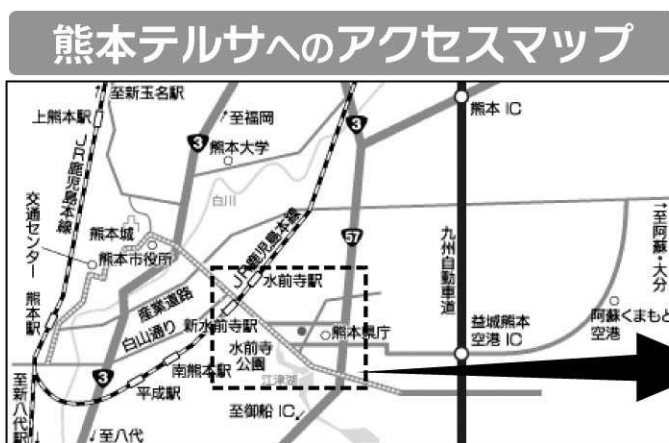 熊本テルサへのアクセスマップ
↑至新玉名駅
上熊本駅
JR鹿児島本線
↑至福岡
3
熊本大学
3
熊本IC
白川
交通センター
熊本城
熊本市役所
JR鹿児島本線
57
九州自動車道
→至阿蘇・大分
熊本駅
産業道路
白山通り
水前寺駅
新水前寺駅
熊本県庁
水前寺
公園
益城熊本
空港IC
阿蘇くまもと
空港
江津湖
南熊本駅
平成駅
3
至新八代駅↓
↓至八代
至御船IC↓